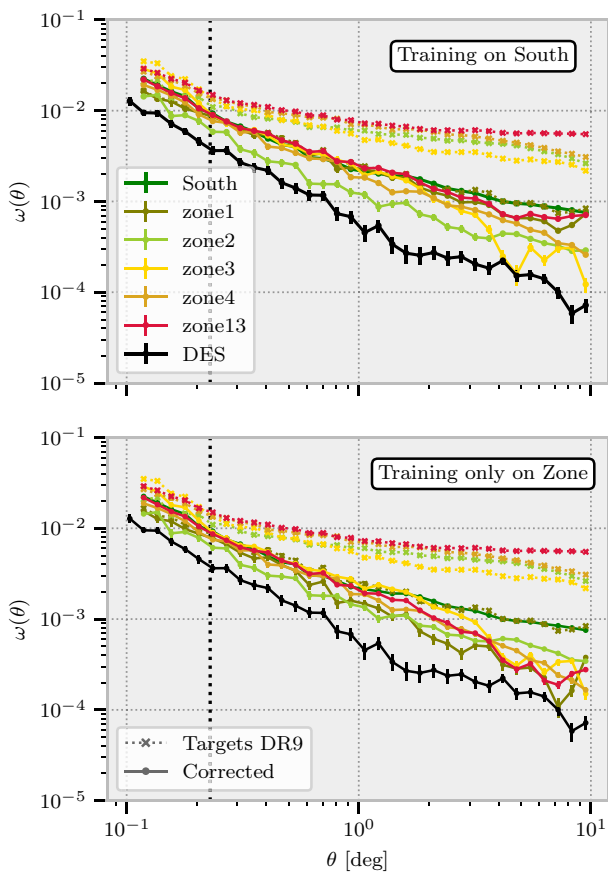 10⁻¹
Training on South
10⁻²
ω(θ)
10⁻³
South
zone1
zone2
zone3
zone4
zone13
DES
10⁻⁴
10⁻⁵
10⁻¹
Training only on Zone
10⁻²
ω(θ)
10⁻³
10⁻⁴
Targets DR9
Corrected
10⁻⁵
10⁻¹ 10⁰ 10¹
θ [deg]